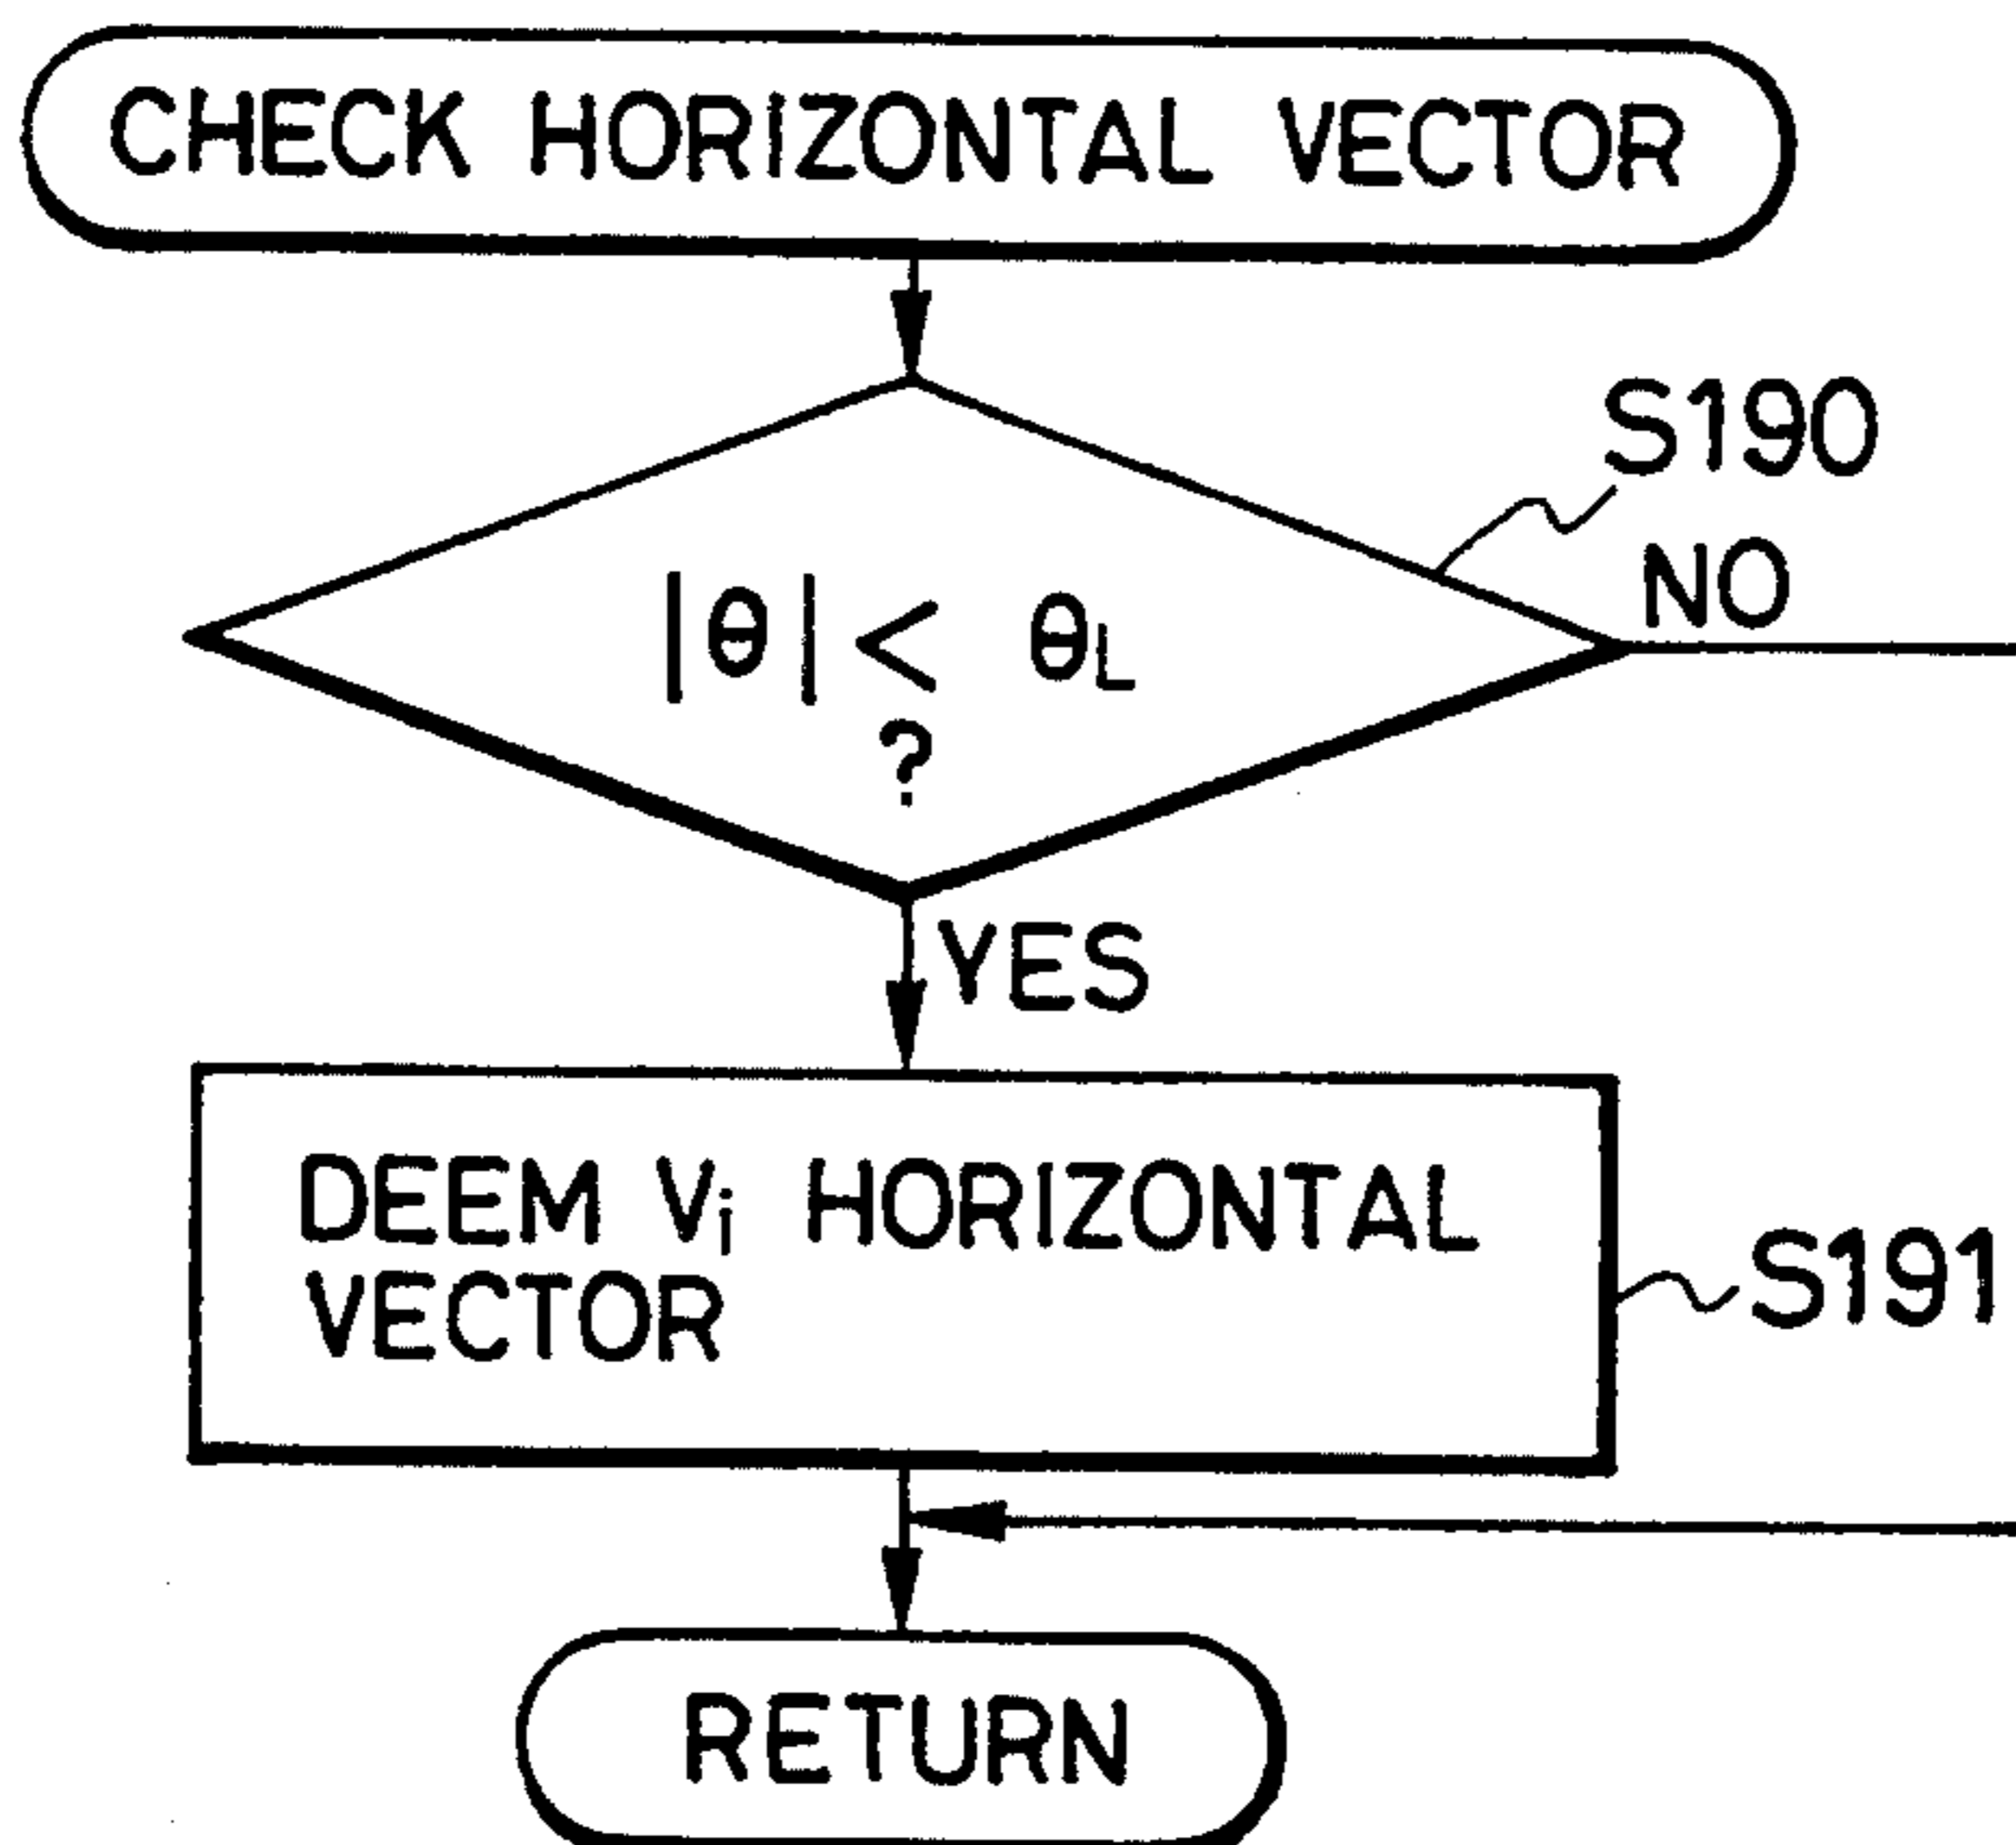 CHECK HORIZONTAL VECTOR
S190
NO
|θ| < θL
?
YES
DEEM Vi HORIZONTAL
VECTOR
S191
RETURN